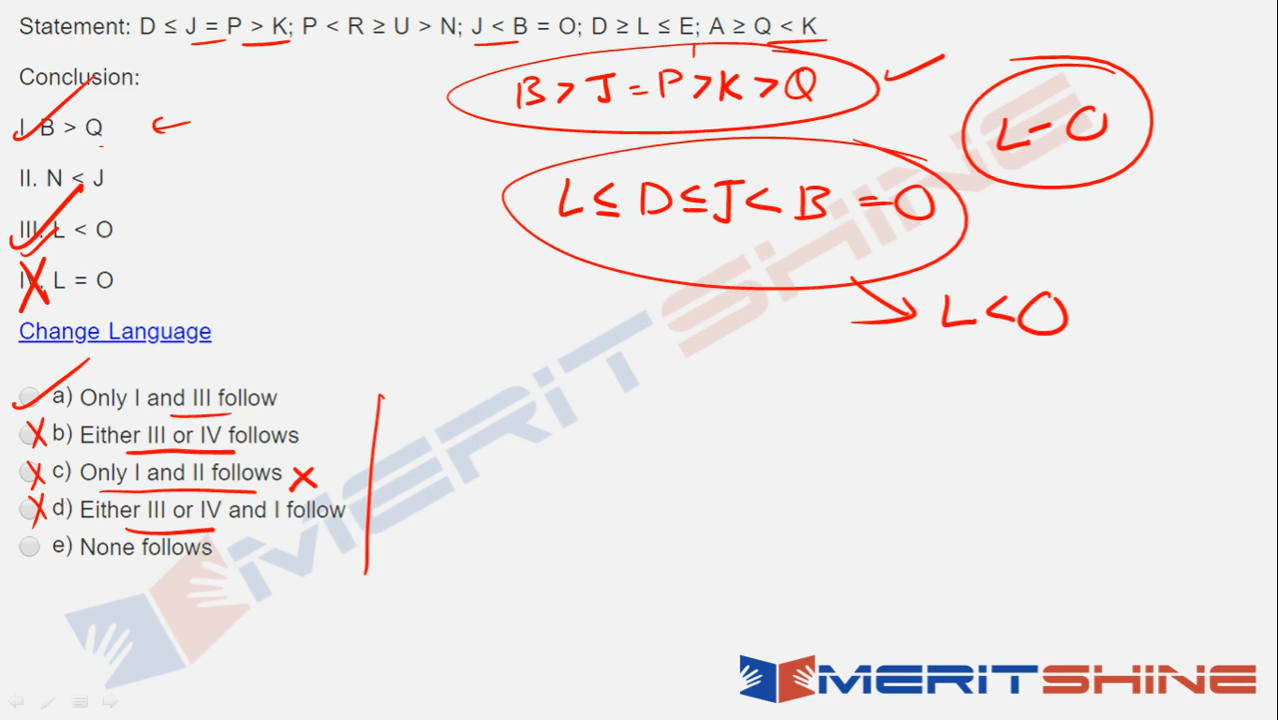 Statement: D ≤ J = P > K; P < R ≥ U > N; J < B = O; D ≥ L ≤ E; A ≥ Q < K
Conclusion:
B > J = P > K > Q
L - O
I. B > Q
II. N < J
L ≤ D ≤ J < B = O
III. L < O
IV. L = O
L < O
Change Language
a) Only I and III follow
b) Either III or IV follows
c) Only I and II follows
d) Either III or IV and I follow
e) None follows
MERiTSHiNE
MERITSHINE